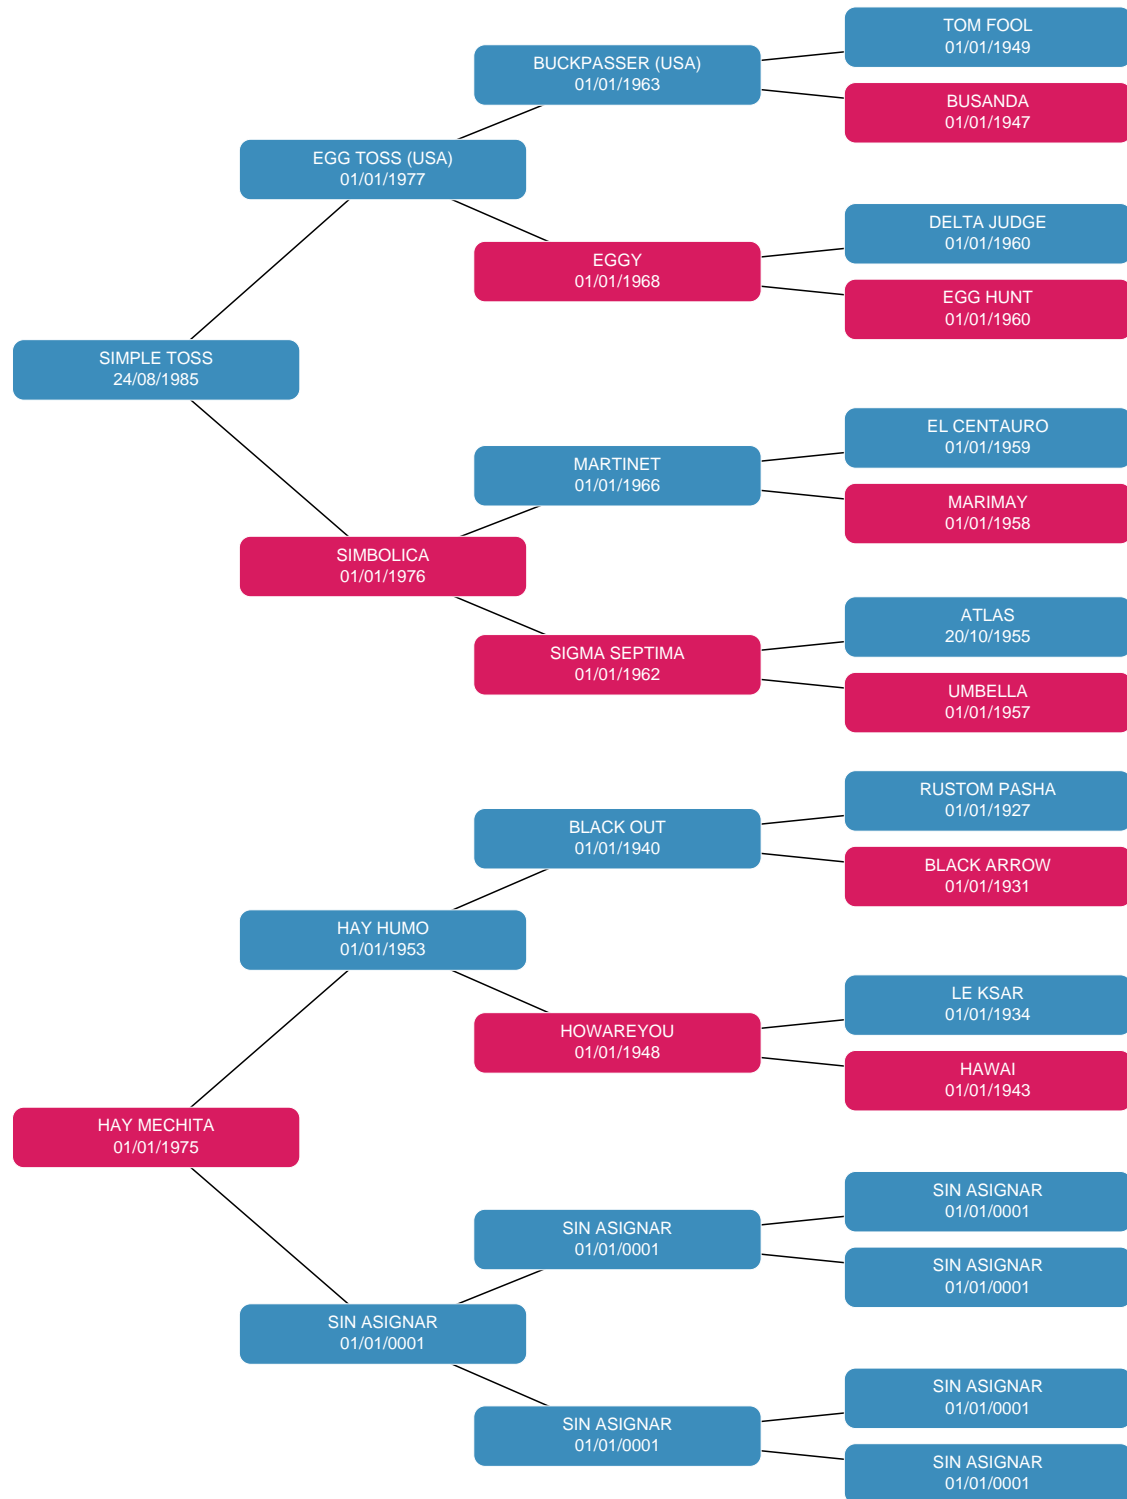 TOM FOOL
01/01/1949
BUCKPASSER (USA)
01/01/1963
BUSANDA
01/01/1947
EGG TOSS (USA)
01/01/1977
DELTA JUDGE
01/01/1960
EGGY
01/01/1968
EGG HUNT
01/01/1960
SIMPLE TOSS
24/08/1985
EL CENTAURO
01/01/1959
MARTINET
01/01/1966
MARIMAY
01/01/1958
SIMBOLICA
01/01/1976
ATLAS
20/10/1955
SIGMA SEPTIMA
01/01/1962
UMBELLA
01/01/1957
RUSTOM PASHA
01/01/1927
BLACK OUT
01/01/1940
BLACK ARROW
01/01/1931
HAY HUMO
01/01/1953
LE KSAR
01/01/1934
HOWAREYOU
01/01/1948
HAWAI
01/01/1943
HAY MECHITA
01/01/1975
SIN ASIGNAR
01/01/0001
SIN ASIGNAR
01/01/0001
SIN ASIGNAR
01/01/0001
SIN ASIGNAR
01/01/0001
SIN ASIGNAR
01/01/0001
SIN ASIGNAR
01/01/0001
SIN ASIGNAR
01/01/0001